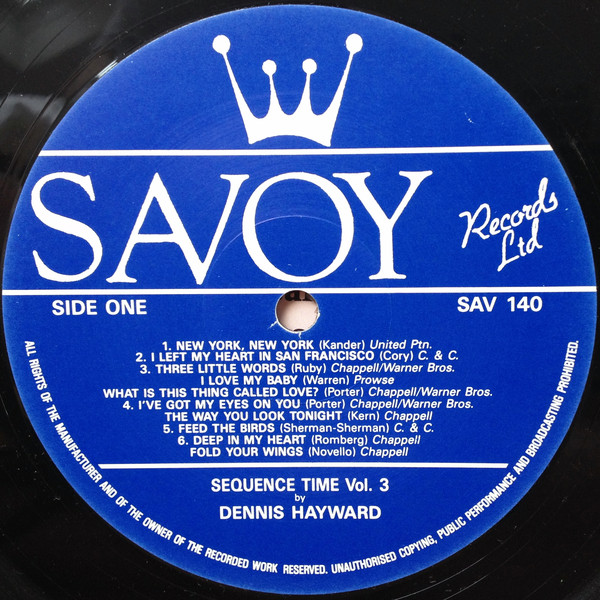 SAVOY
Records
Ltd
SIDE ONE
SAV 140
1. NEW YORK, NEW YORK (Kander) United Ptn.
2. I LEFT MY HEART IN SAN FRANCISCO (Cory) C. & C.
3. THREE LITTLE WORDS (Ruby) Chappell/Warner Bros.
I LOVE MY BABY (Warren) Prowse
WHAT IS THIS THING CALLED LOVE? (Porter) Chappell/Warner Bros.
4. I'VE GOT MY EYES ON YOU (Porter) Chappell/Warner Bros.
THE WAY YOU LOOK TONIGHT (Kern) Chappell
5. FEED THE BIRDS (Sherman-Sherman) C. & C.
6. DEEP IN MY HEART (Romberg) Chappell
FOLD YOUR WINGS (Novello) Chappell
SEQUENCE TIME Vol. 3
by
DENNIS HAYWARD
ALL RIGHTS OF THE MANUFACTURER AND OF THE OWNER OF THE RECORDED WORK RESERVED. UNAUTHORISED COPYING, PUBLIC PERFORMANCE AND BROADCASTING PROHIBITED.